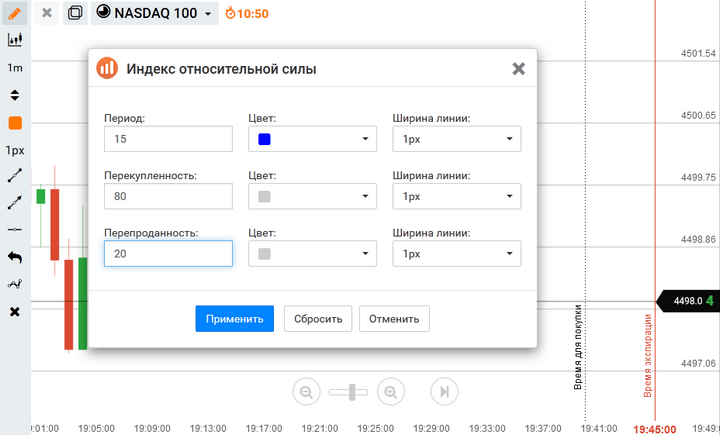 NASDAQ 100
10:50
1m
1px
Индекс относительной силы
Период:
Цвет:
Ширина линии:
15
1px
Перекупленность:
Цвет:
Ширина линии:
80
1px
Перепроданность:
Цвет:
Ширина линии:
20
1px
Применить
Сбросить
Отменить
4501.54
4500.65
4499.75
4498.86
4498.0 4
4497.06
Время для покупки
Время экспирации
:01:00
19:05:00
19:09:00
19:13:00
19:17:00
19:21:00
19:25:00
19:29:00
19:33:00
19:37:00
19:41:00
19:45:00
19:49:0